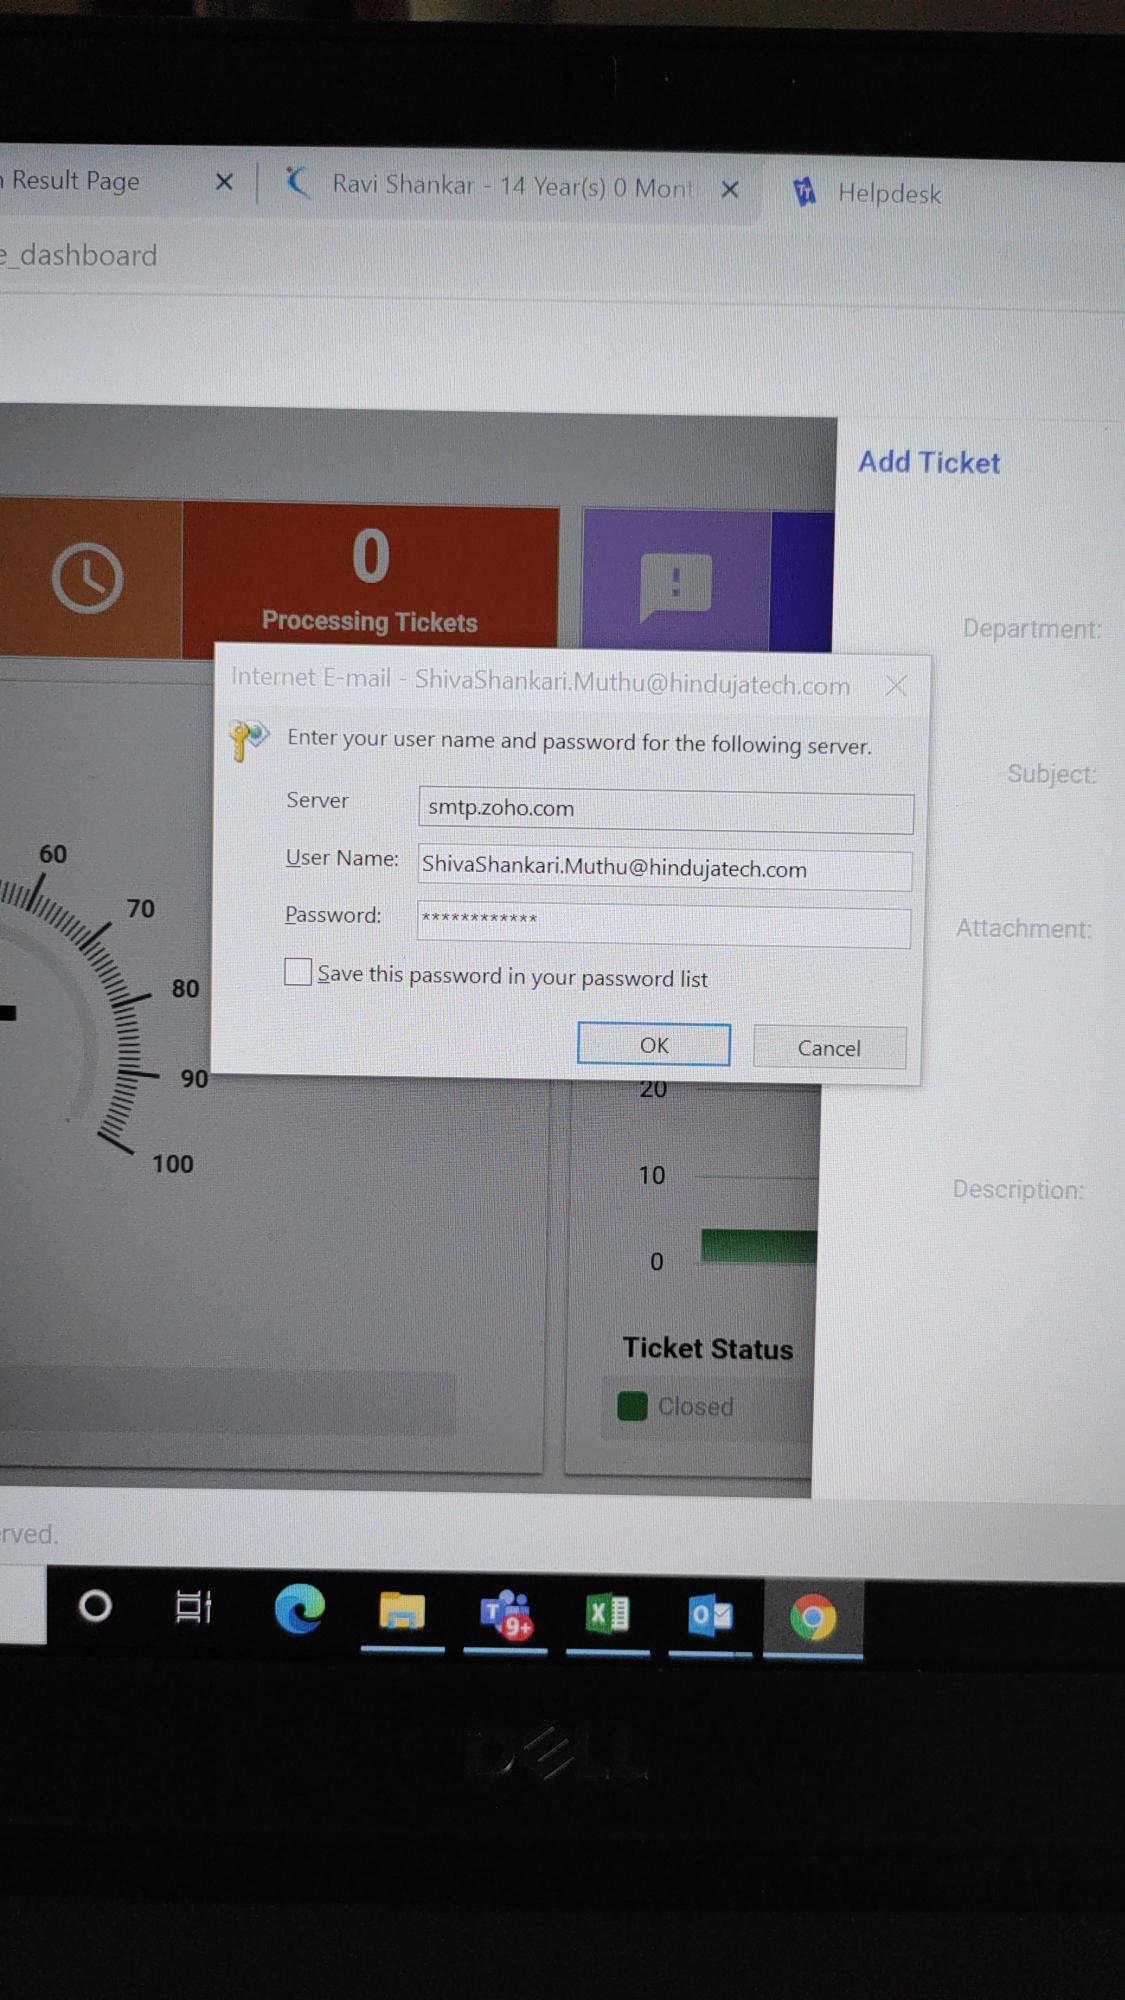 Result Page
Ravi Shankar - 14 Year(s) 0 Mont
Helpdesk
e_dashboard
Add Ticket
0
Processing Tickets
Department:
Internet E-mail - ShivaShankari.Muthu@hindujatech.com
Enter your user name and password for the following server.
Subject:
Server
smtp.zoho.com
User Name:
ShivaShankari.Muthu@hindujatech.com
Password:
************
Attachment:
Save this password in your password list
OK
Cancel
60
70
80
90
100
20
10
0
Description:
Ticket Status
Closed
rved.
9+
DELL